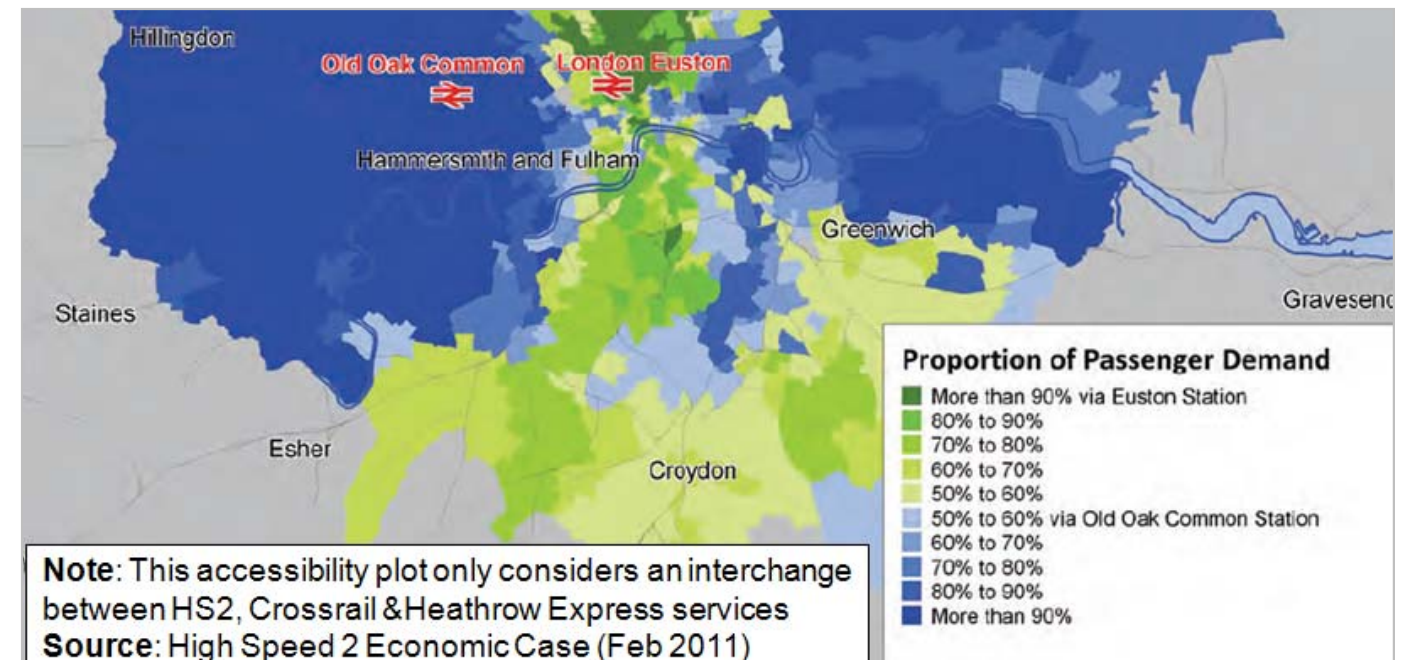 Hillingdon
Old Oak Common
London Euston
Hammersmith and Fulham
Greenwich
Staines
Gravesend
Esher
Croydon
Proportion of Passenger Demand
More than 90% via Euston Station
80% to 90%
70% to 80%
60% to 70%
50% to 60%
50% to 60% via Old Oak Common Station
60% to 70%
70% to 80%
80% to 90%
More than 90%
Note: This accessibility plot only considers an interchange
between HS2, Crossrail & Heathrow Express services
Source: High Speed 2 Economic Case (Feb 2011)